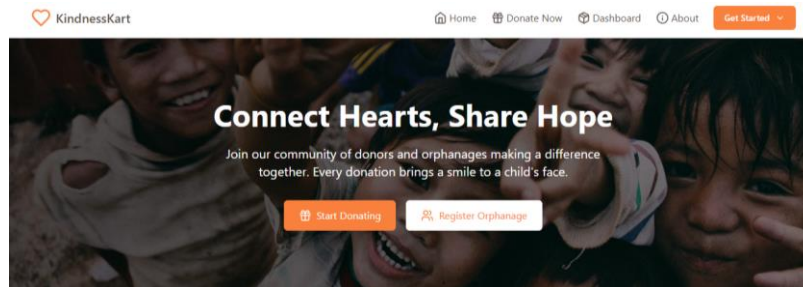 KindnessKart
Home
Donate Now
Dashboard
About
Get Started
Connect Hearts, Share Hope
Join our community of donors and orphanages making a difference
together. Every donation brings a smile to a child's face.
Start Donating
Register Orphanage